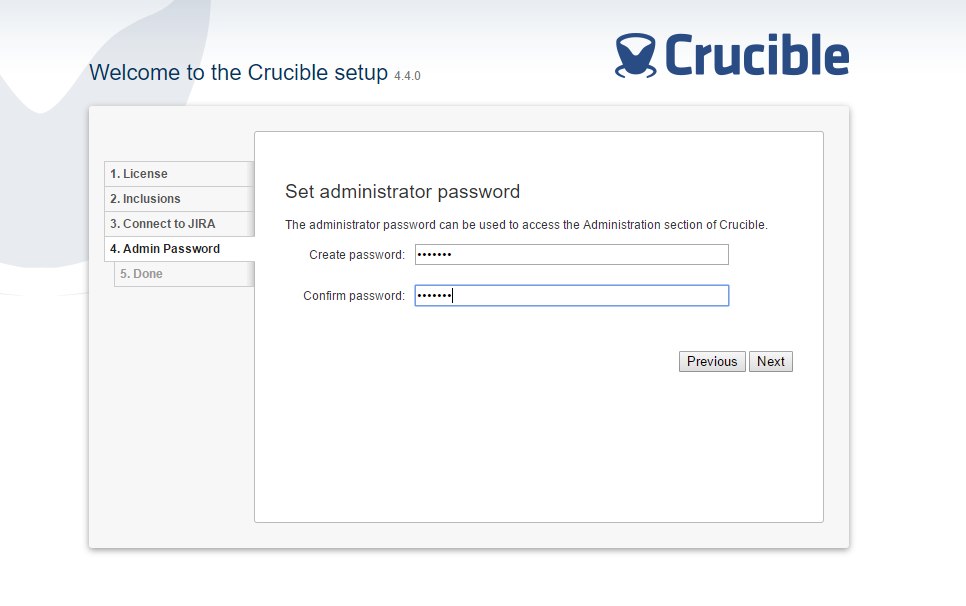 Crucible
Welcome to the Crucible setup 4.4.0
1. License
2. Inclusions
3. Connect to JIRA
4. Admin Password
5. Done
Set administrator password
The administrator password can be used to access the Administration section of Crucible.
Create password: •••••••
Confirm password: •••••••
Previous Next